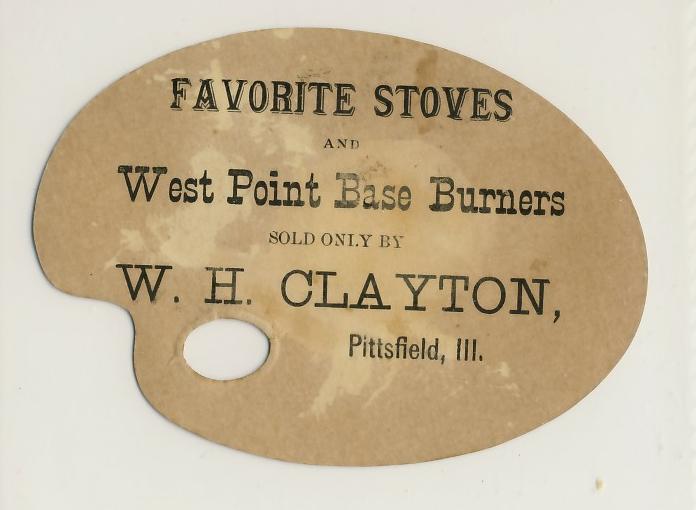 FAVORITE STOVES
AND
West Point Base Burners
SOLD ONLY BY
W. H. CLAYTON,
Pittsfield, Ill.